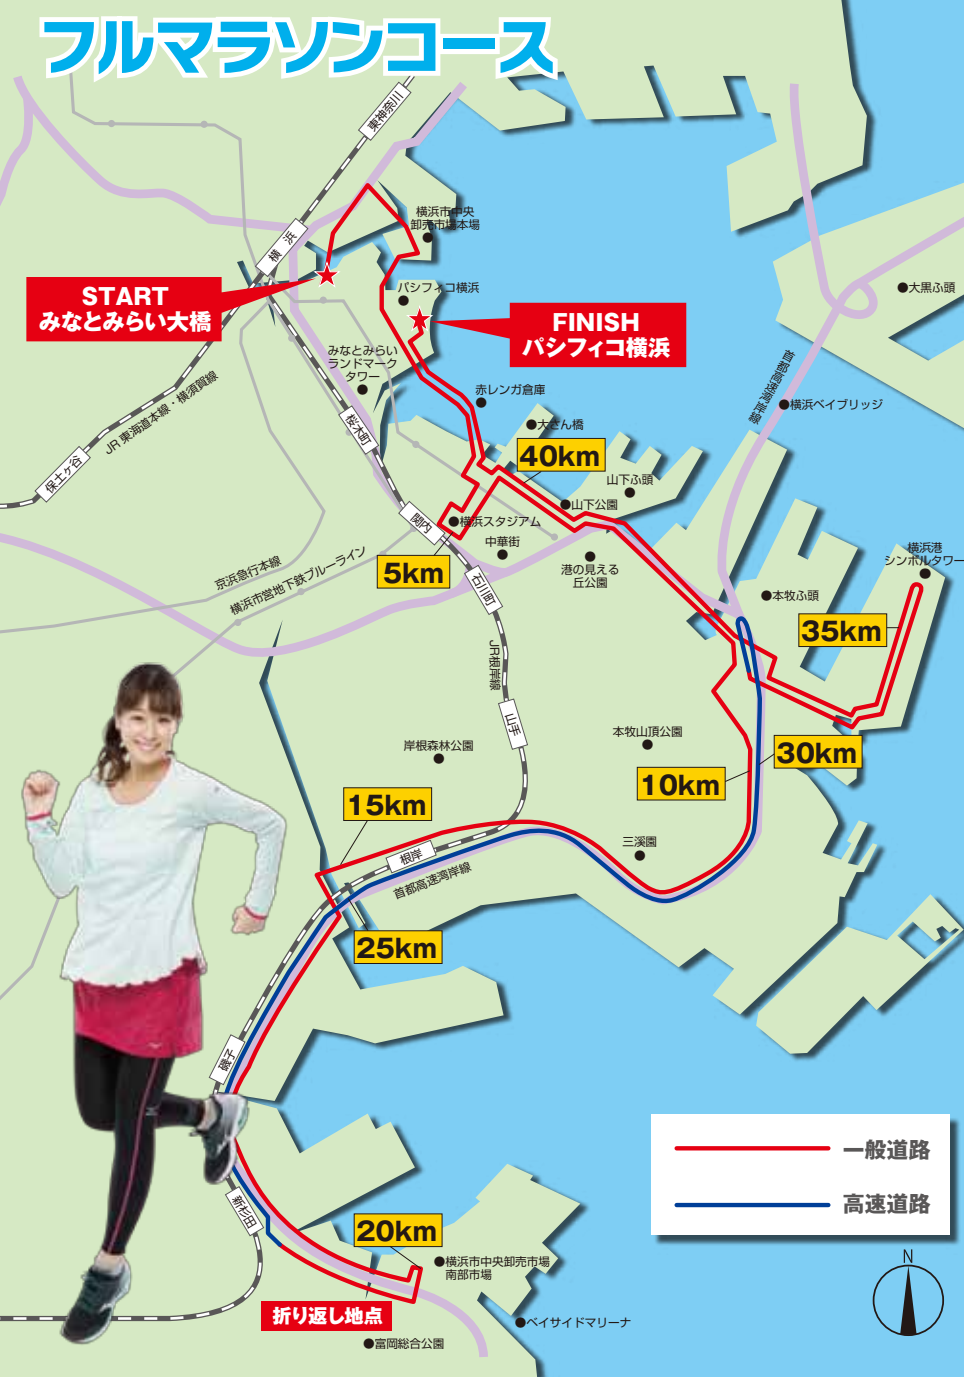 フルマラソンコース
東神奈川
横浜市中央
卸売市場本場
横浜
START
みなとみらい大橋
パシフィコ横浜
FINISH
パシフィコ横浜
大黒ふ頭
みなとみらい
ランドマーク
タワー
首都高速湾岸線
JR東海道本線・横須賀線
赤レンガ倉庫
横浜ベイブリッジ
桜木町
大さん橋
保土ヶ谷
40km
山下ふ頭
山下公園
関内
横浜スタジアム
中華街
横浜港
シンボルタワー
5km
京浜急行本線
港の見える
丘公園
横浜市営地下鉄ブルーライン
石川町
本牧ふ頭
35km
JR根岸線
山手
本牧山頂公園
岸根森林公園
30km
10km
15km
三溪園
根岸
首都高速湾岸線
25km
磯子
一般道路
高速道路
新杉田
20km
横浜市中央卸売市場
南部市場
N
折り返し地点
ベイサイドマリーナ
富岡総合公園